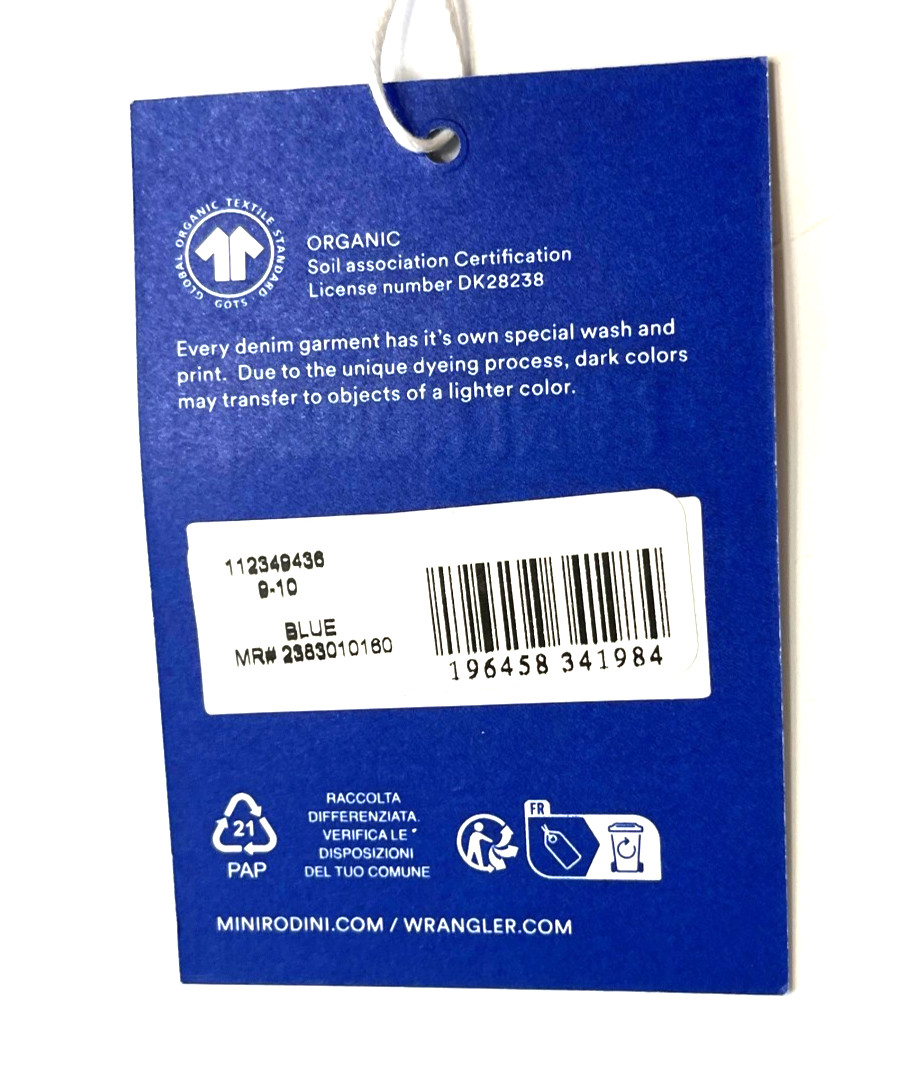 GLOBAL ORGANIC TEXTILE STANDARD
GOTS
ORGANIC
Soil association Certification
License number DK28238
Every denim garment has it's own special wash and
print. Due to the unique dyeing process, dark colors
may transfer to objects of a lighter color.
112349436
9-10
BLUE
MR# 2383010160
196458 341984
21
PAP
RACCOLTA
DIFFERENZIATA.
VERIFICA LE
DISPOSIZIONI
DEL TUO COMUNE
FR
MINIRODINI.COM / WRANGLER.COM